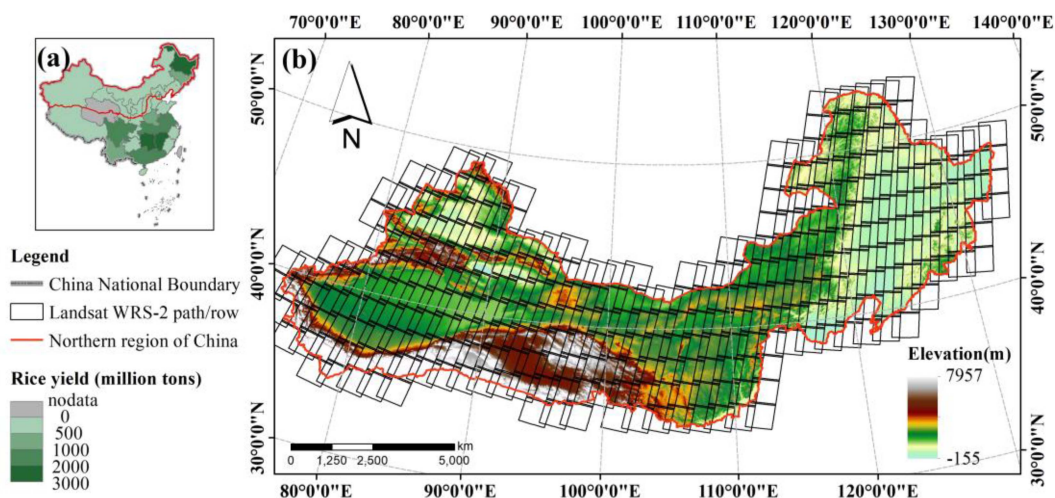 70°0'0"E 80°0'0"E 90°0'0"E 100°0'0"E 110°0'0"E 120°0'0"E 130°0'0"E 140°0'0"E
(a)
(b)
N
50°0'0"N
50°0'0"N
40°0'0"N
40°0'0"N
30°0'0"N
30°0'0"N
Legend
China National Boundary
Landsat WRS-2 path/row
Northern region of China
Rice yield (million tons)
nodata
0
500
1000
2000
3000
Elevation(m)
7957
-155
km
0 1,250 2,500 5,000
80°0'0"E 90°0'0"E 100°0'0"E 110°0'0"E 120°0'0"E